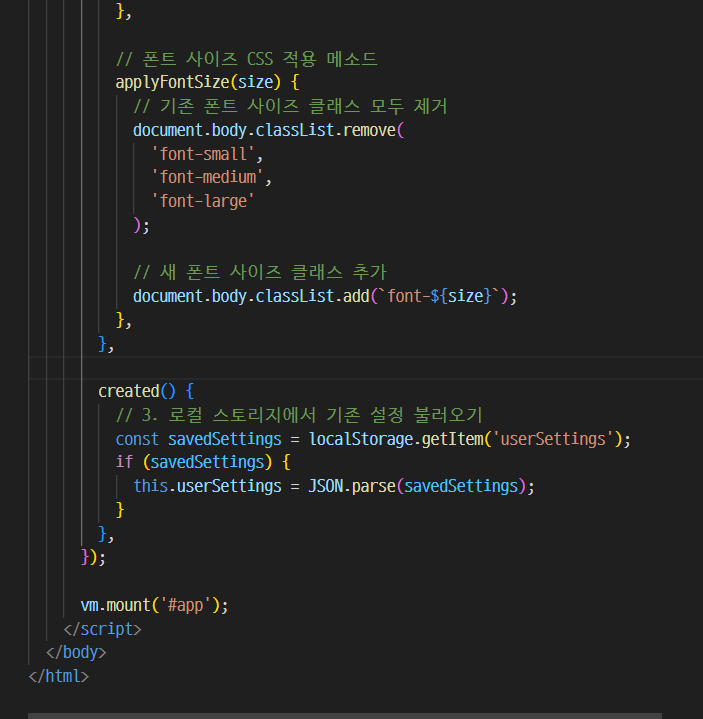 },
// 폰트 사이즈 CSS 적용 메소드
applyFontSize(size) {
// 기존 폰트 사이즈 클래스 모두 제거
document.body.classList.remove(
'font-small',
'font-medium',
'font-large'
);
// 새 폰트 사이즈 클래스 추가
document.body.classList.add(`font-${size}`);
},
},
created() {
// 3. 로컬 스토리지에서 기존 설정 불러오기
const savedSettings = localStorage.getItem('userSettings');
if (savedSettings) {
this.userSettings = JSON.parse(savedSettings);
}
},
});
vm.mount('#app');
</script>
</body>
</html>